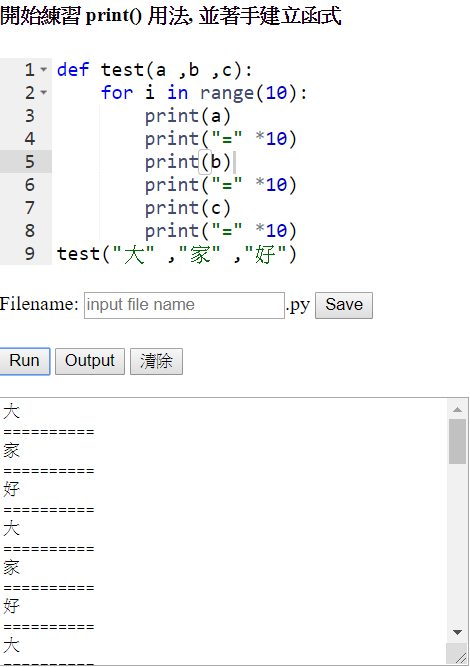 開始練習 print() 用法, 並著手建立函式
1 def test(a ,b ,c):
2     for i in range(10):
3         print(a)
4         print("=" *10)
5         print(b)
6         print("=" *10)
7         print(c)
8         print("=" *10)
9 test("大" ,"家" ,"好")
Filename: input file name .py Save
Run Output 清除
大
==========
家
==========
好
==========
大
==========
家
==========
好
==========
大
==========